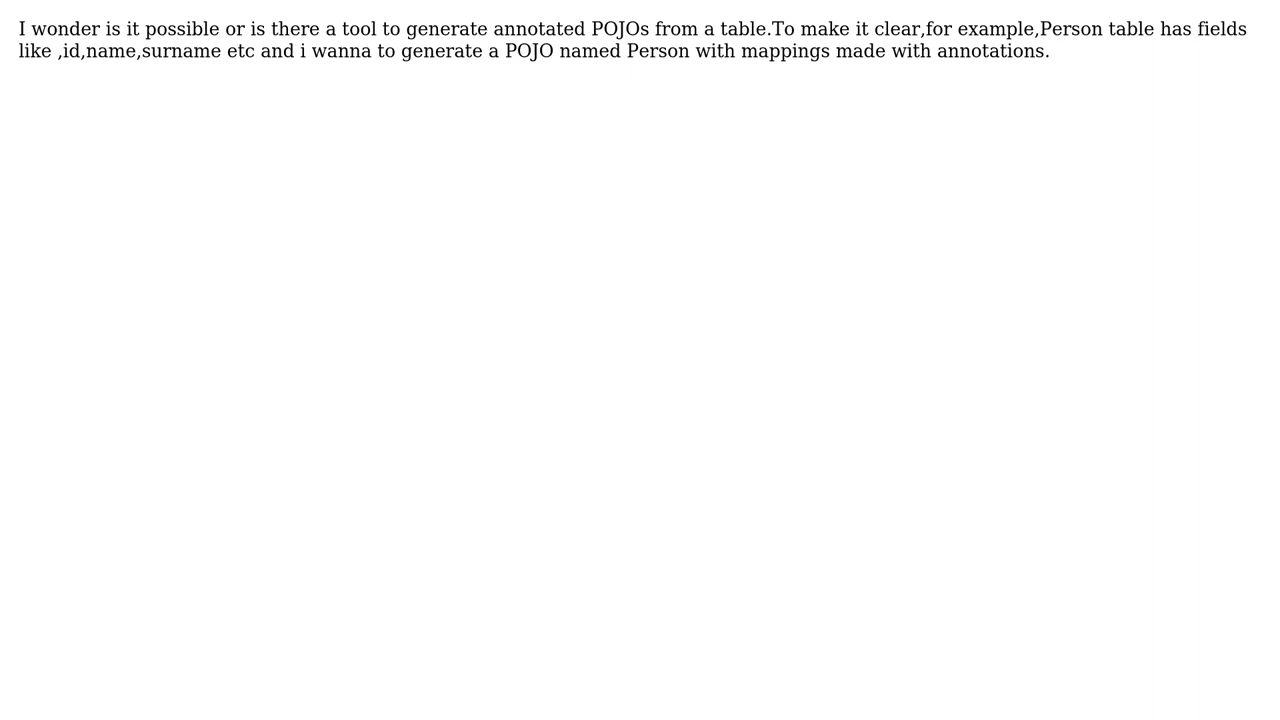 I wonder is it possible or is there a tool to generate annotated POJOs from a table.To make it clear,for example,Person table has fields
like ,id,name,surname etc and i wanna to generate a POJO named Person with mappings made with annotations.